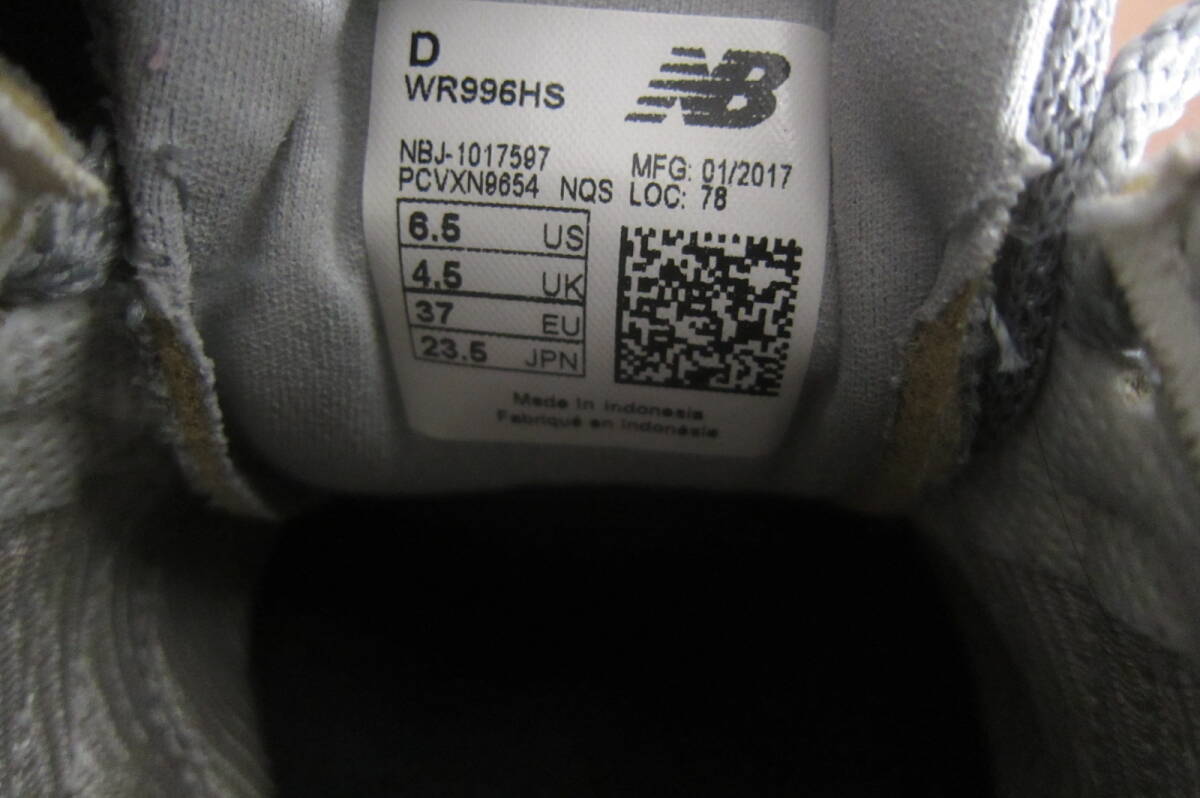 D
WR996HS
NB
NBJ-1017597
PCVXN9654 NQS
MFG: 01/2017
LOC: 78
6.5 US
4.5 UK
37 EU
23.5 JPN
Made in Indonesia
Fabriqué en Indonésie